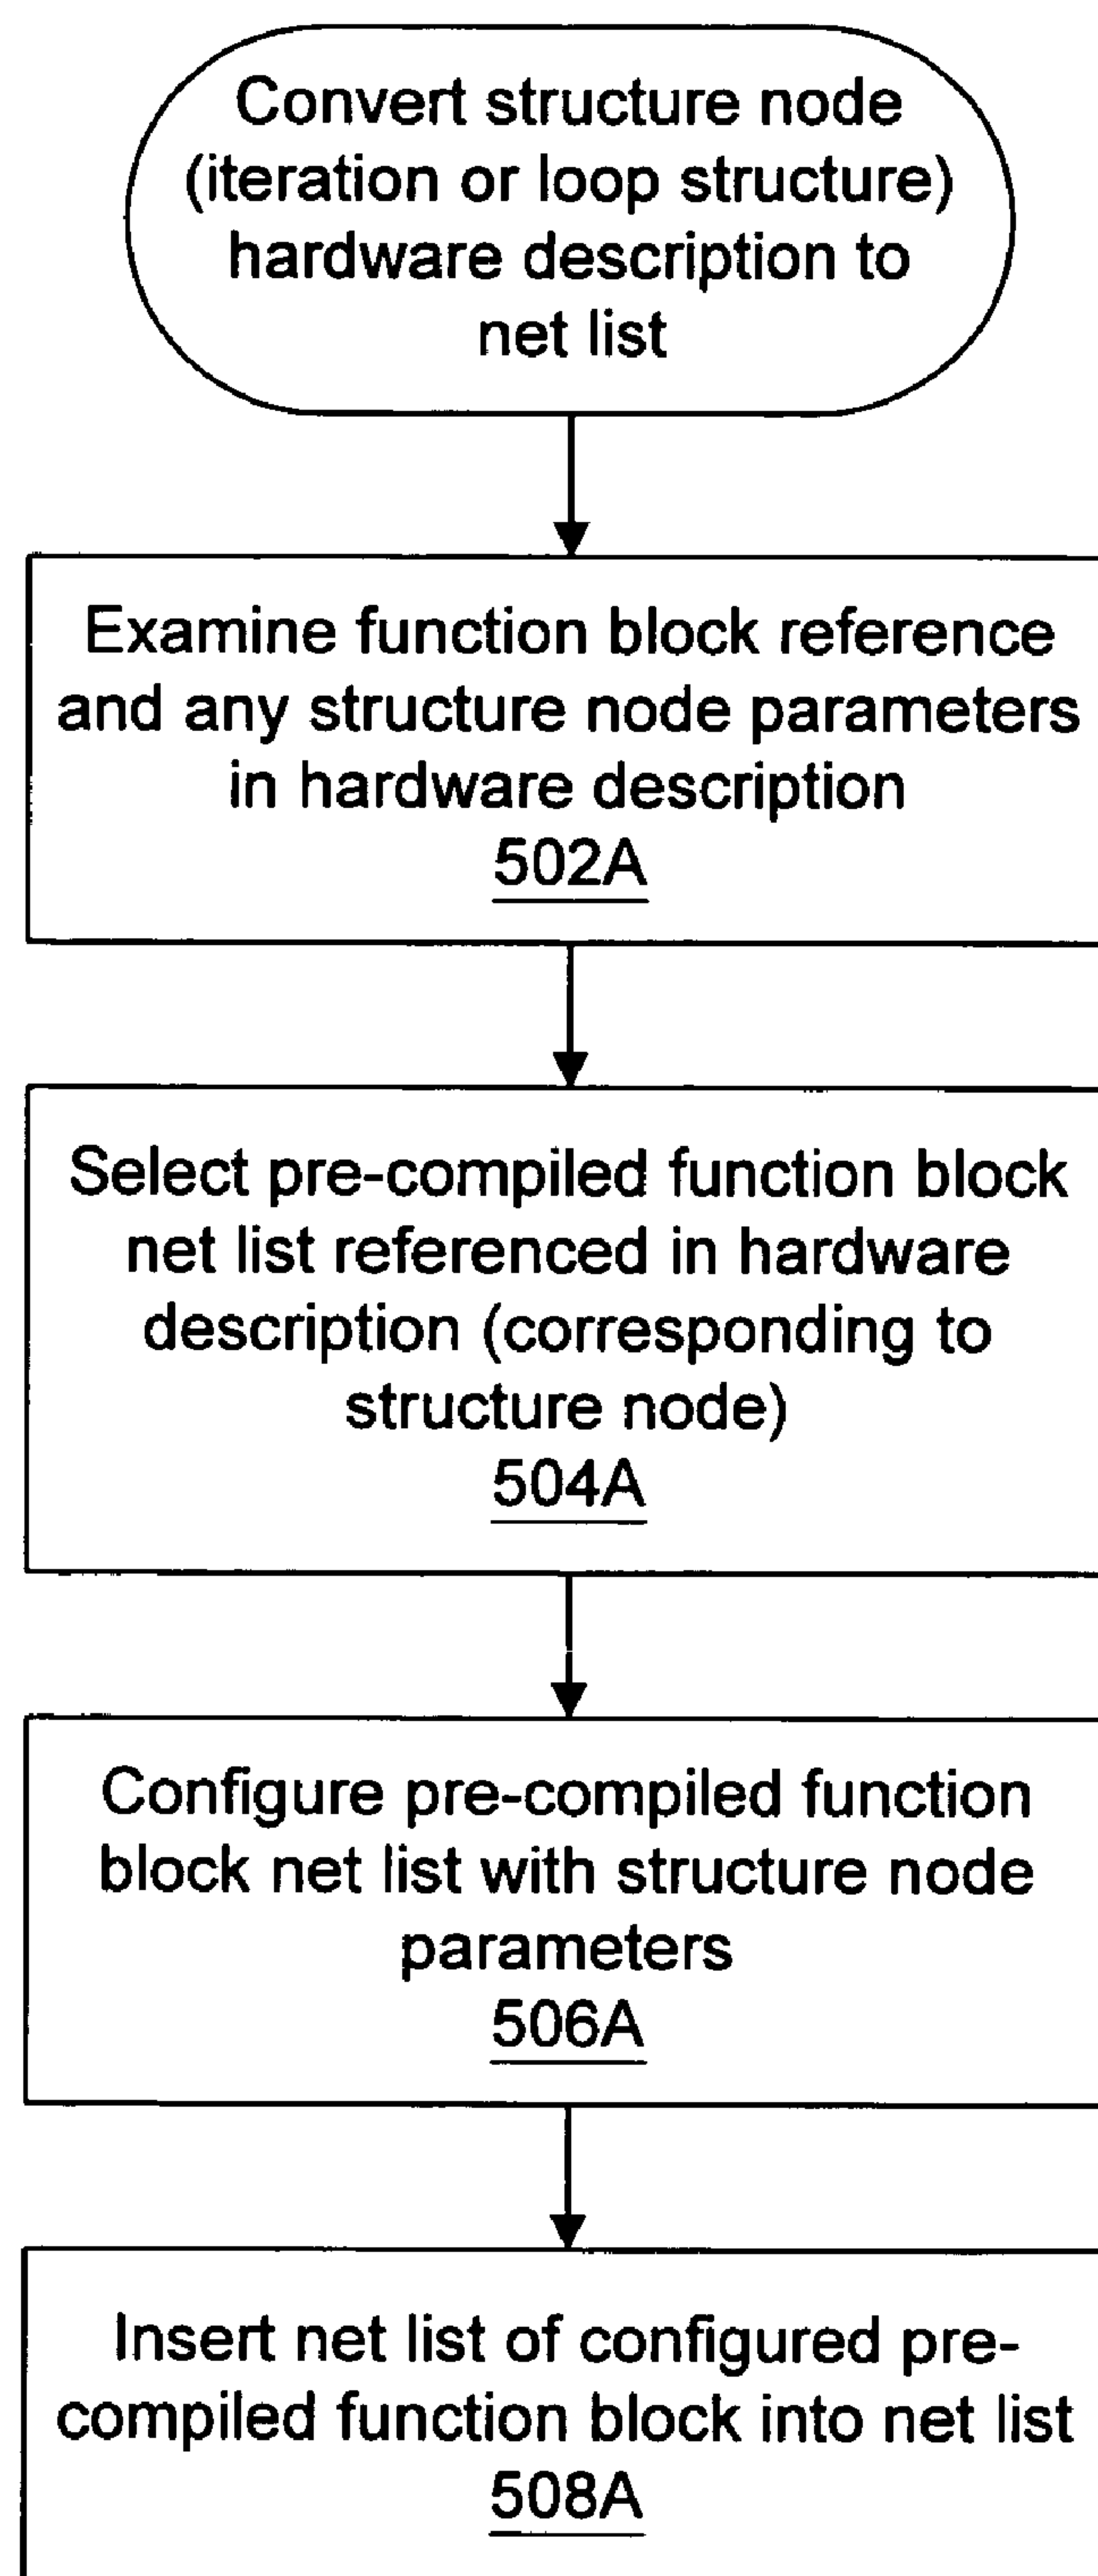 Convert structure node
(iteration or loop structure)
hardware description to
net list
Examine function block reference
and any structure node parameters
in hardware description
502A
Select pre-compiled function block
net list referenced in hardware
description (corresponding to
structure node)
504A
Configure pre-compiled function
block net list with structure node
parameters
506A
Insert net list of configured pre-
compiled function block into net list
508A